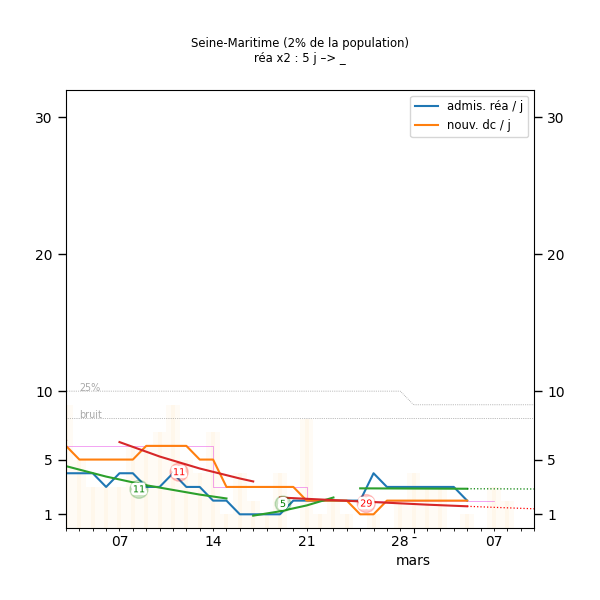 Seine-Maritime (2% de la population)
réa x2 : 5 j –> _
admis. réa / j
nouv. dc / j
30 30
20 20
10 10
25%
bruit
5 5
11 11 5 29
1 1
07 14 21 28 07
mars